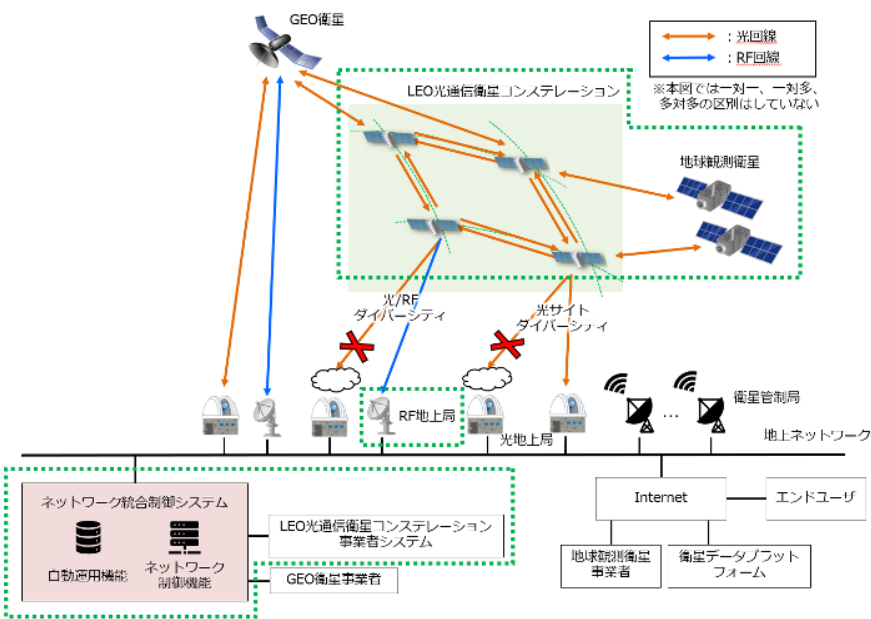 GEO衛星
：光回線
：RF回線
※本図では一対一、一対多、
多対多の区別はしていない
LEO光通信衛星コンステレーション
地球観測衛星
光/RF
ダイバーシティ
光サイト
ダイバーシティ
RF地上局
光地上局
…
衛星管制局
地上ネットワーク
ネットワーク統合制御システム
自動運用機能
ネットワーク
制御機能
LEO光通信衛星コンステレーション
事業者システム
GEO衛星事業者
Internet
エンドユーザ
地球観測衛星
事業者
衛星データプラット
フォーム